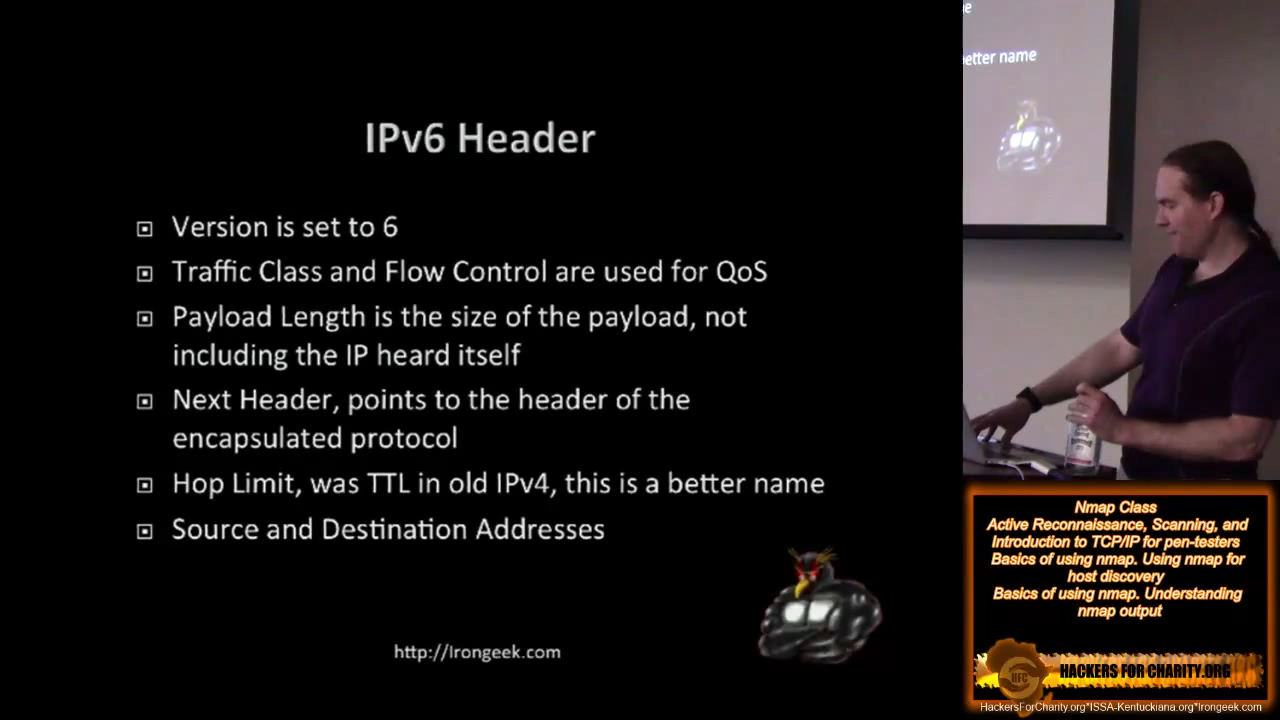 IPv6 Header
Version is set to 6
Traffic Class and Flow Control are used for QoS
Payload Length is the size of the payload, not
including the IP heard itself
Next Header, points to the header of the
encapsulated protocol
Hop Limit, was TTL in old IPv4, this is a better name
Source and Destination Addresses
http://Irongeek.com
better name
Nmap Class
Active Reconnaissance, Scanning, and
Introduction to TCP/IP for pen-testers
Basics of using nmap. Using nmap for
host discovery
Basics of using nmap. Understanding
nmap output
HFC
HACKERS FOR CHARITY.ORG
HackersForCharity.org*ISSA-Kentuckiana.org*Irongeek.com